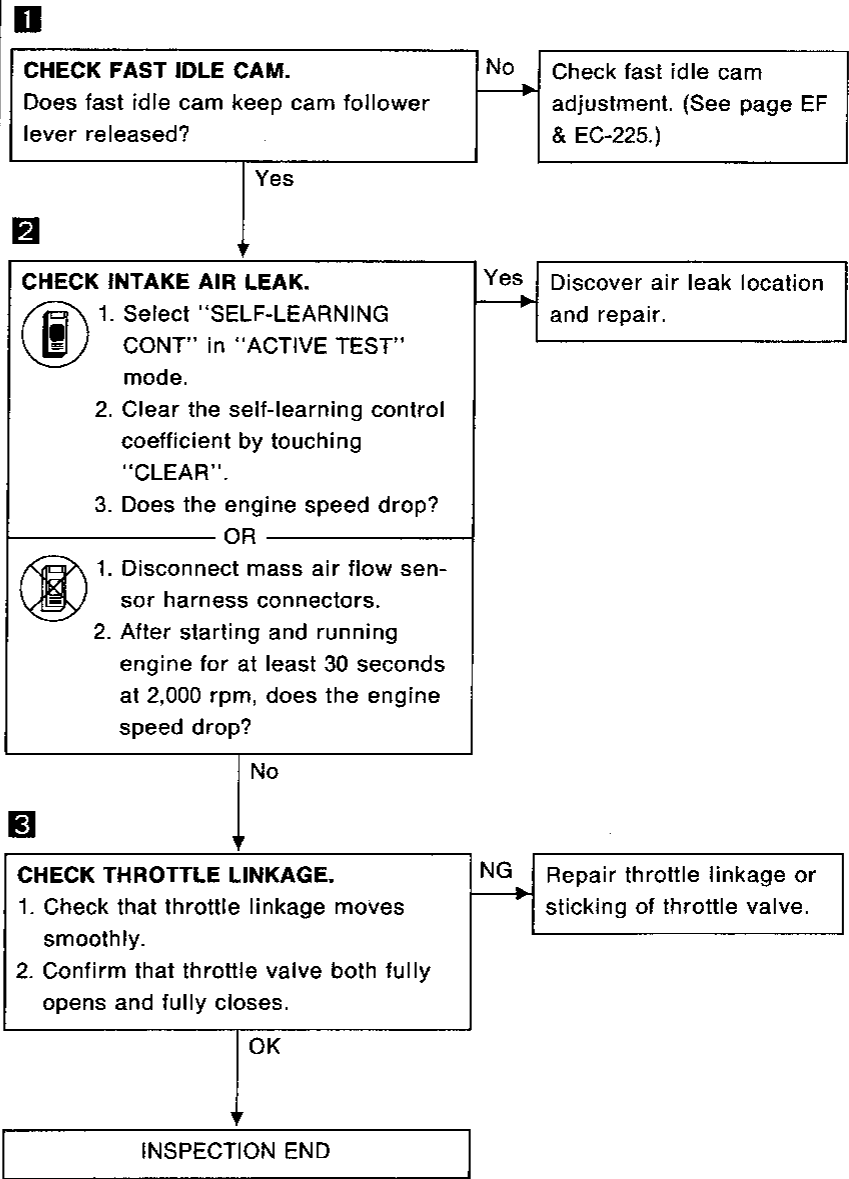 1
CHECK FAST IDLE CAM.
Does fast idle cam keep cam follower
lever released?
No
Check fast idle cam
adjustment. (See page EF
& EC-225.)
Yes
2
CHECK INTAKE AIR LEAK.
1. Select "SELF-LEARNING
CONT" in "ACTIVE TEST"
mode.
2. Clear the self-learning control
coefficient by touching
"CLEAR".
3. Does the engine speed drop?
OR
1. Disconnect mass air flow sen-
sor harness connectors.
2. After starting and running
engine for at least 30 seconds
at 2,000 rpm, does the engine
speed drop?
Yes
Discover air leak location
and repair.
No
3
CHECK THROTTLE LINKAGE.
1. Check that throttle linkage moves
smoothly.
2. Confirm that throttle valve both fully
opens and fully closes.
NG
Repair throttle linkage or
sticking of throttle valve.
OK
INSPECTION END